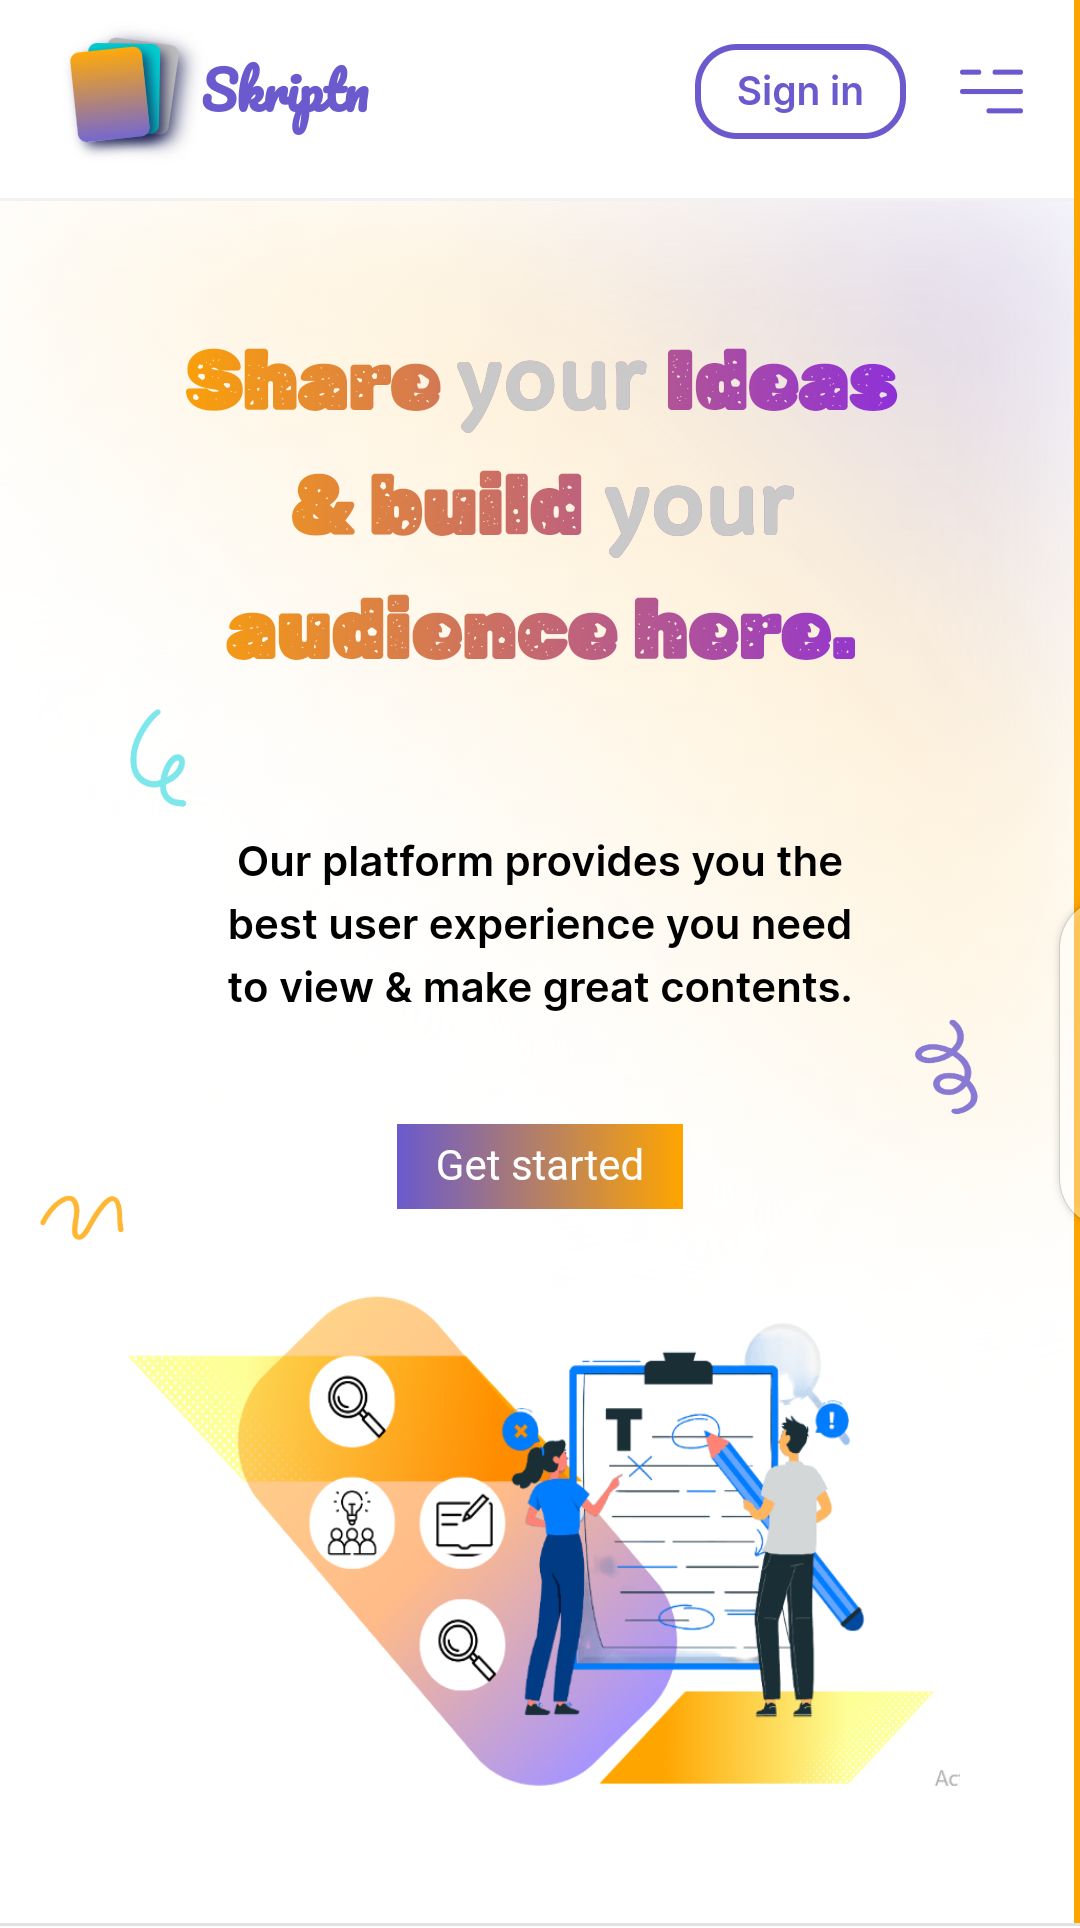 Skriptn
Sign in
Share your Ideas
& build your
audience here.
Our platform provides you the
best user experience you need
to view & make great contents.
Get started
T
Ac